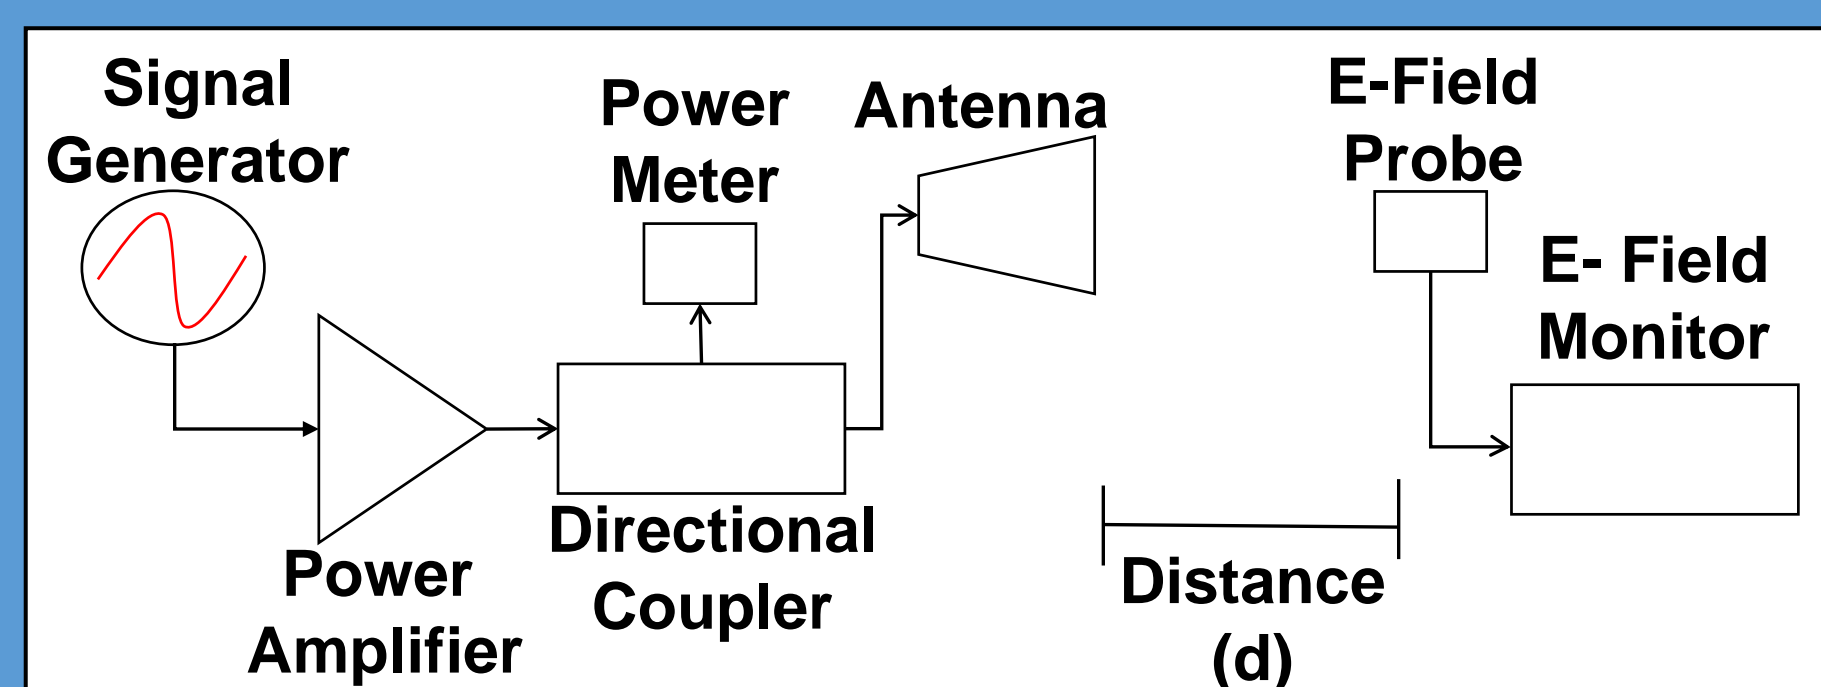 Signal
Generator
Power
Meter
Antenna
E-Field
Probe
E- Field
Monitor
Directional
Coupler
Power
Amplifier
Distance
(d)